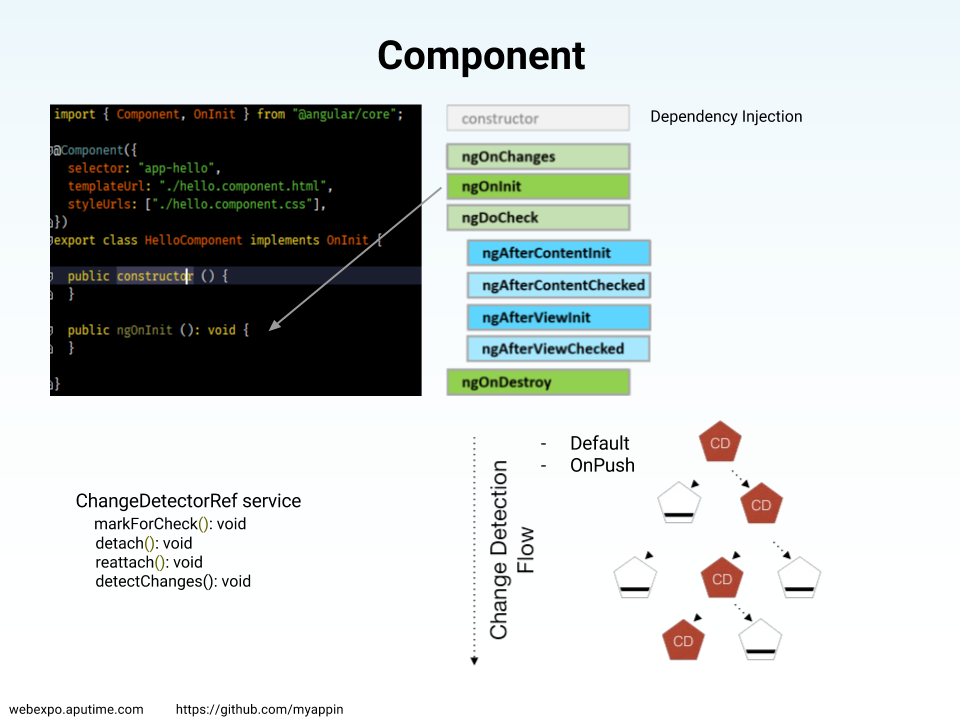 Component
import { Component, OnInit } from "@angular/core";
@Component({
selector: "app-hello",
templateUrl: "./hello.component.html",
styleUrls: ["./hello.component.css"],
})
export class HelloComponent implements OnInit {
public constructor () {
}
public ngOnInit (): void {
}
}
constructor
Dependency Injection
ngOnChanges
ngOnInit
ngDoCheck
ngAfterContentInit
ngAfterContentChecked
ngAfterViewInit
ngAfterViewChecked
ngOnDestroy
ChangeDetectorRef service
markForCheck(): void
detach(): void
reattach(): void
detectChanges(): void
Change Detection
Flow
- Default
- OnPush
CD
CD
CD
CD
webexpo.aputime.com https://github.com/myappin